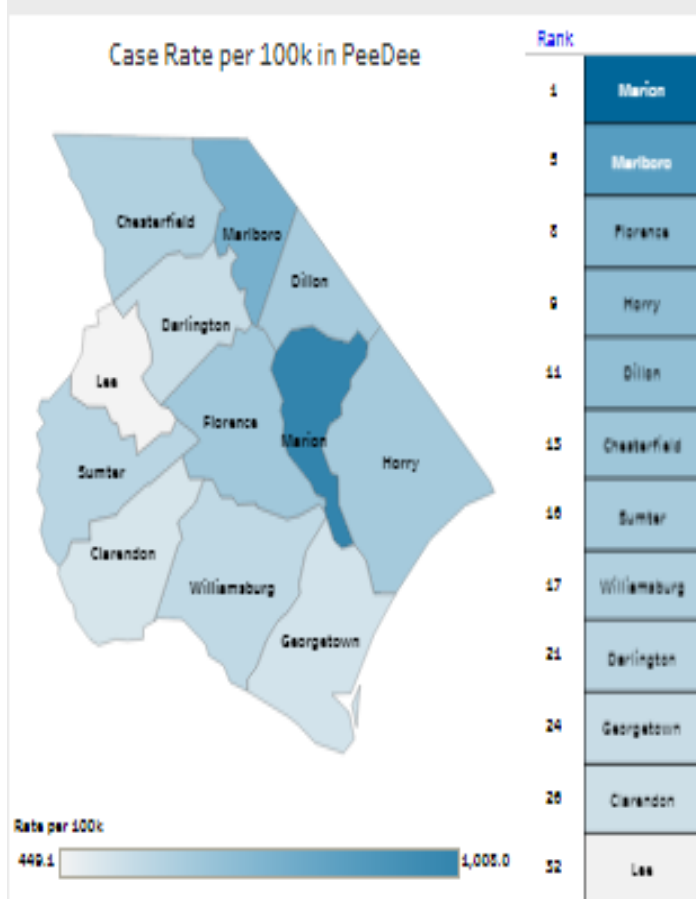 Case Rate per 100k in PeeDee
Chesterfield
Marlboro
Dillon
Darlington
Lee
Florence
Marion
Horry
Sumter
Clarendon
Williamsburg
Georgetown
Rate per 100k
449.1
Rank
1 Marion
5 Marlboro
Florence
9 Horry
11 Dillon
Chesterfield
Sumter
17 Williamsburg
21 Darlington
24 Georgetown
Clarendon
32 Lee